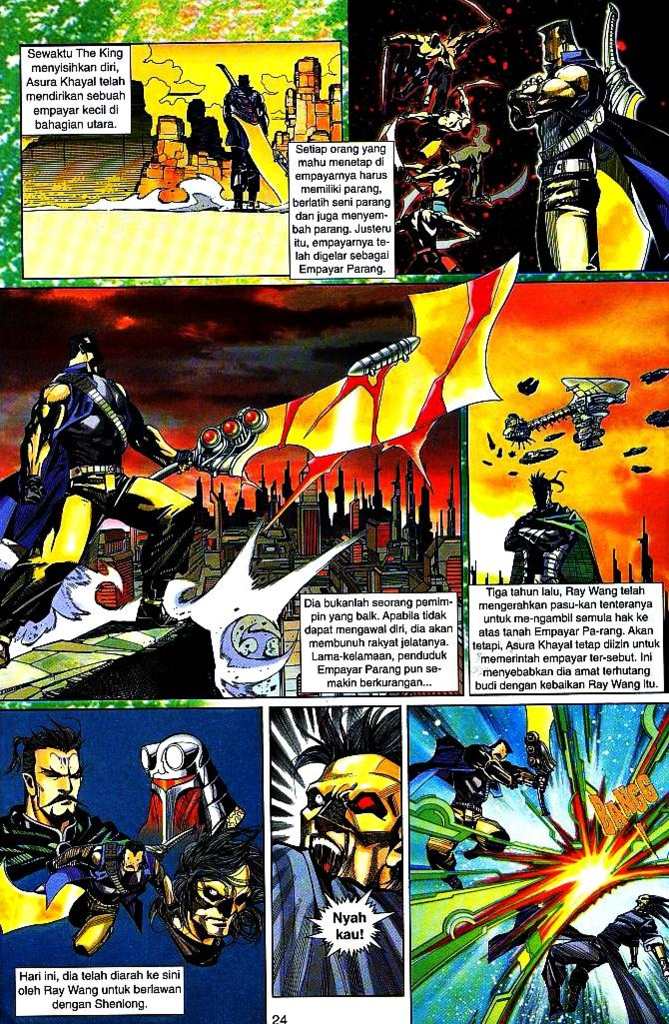 Sewaktu The King
menyisihkan diri,
Asura Khayal telah
mendirikan sebuah
empayar kecil di
bahagian utara.
Setiap orang yang
mahu menetap di
empayarnya harus
memiliki parang,
berlatih seni parang
dan juga menyem-
bah parang. Justeru
itu, empayarnya te-
lah digelar sebagai
Empayar Parang.
Dia bukanlah seorang pemim-
pin yang baik. Apabila tidak
dapat mengawal diri, dia akan
membunuh rakyat jelatanya.
Lama-kelamaan, penduduk
Empayar Parang pun se-
makin berkurangan...
Tiga tahun lalu, Ray Wang telah
mengerahkan pasu-kan tenteranya
untuk me-ngambil semula hak ke
atas tanah Empayar Pa-rang. Akan
tetapi, Asura Khayal tetap diizin untuk
memerintah empayar ter-sebut. Ini
menyebabkan dia amat terhutang
budi dengan kebaikan Ray Wang itu.
Hari ini, dia telah diarah ke sini
oleh Ray Wang untuk berlawan
dengan Shenlong.
Nyah
kau!
DANGG
24